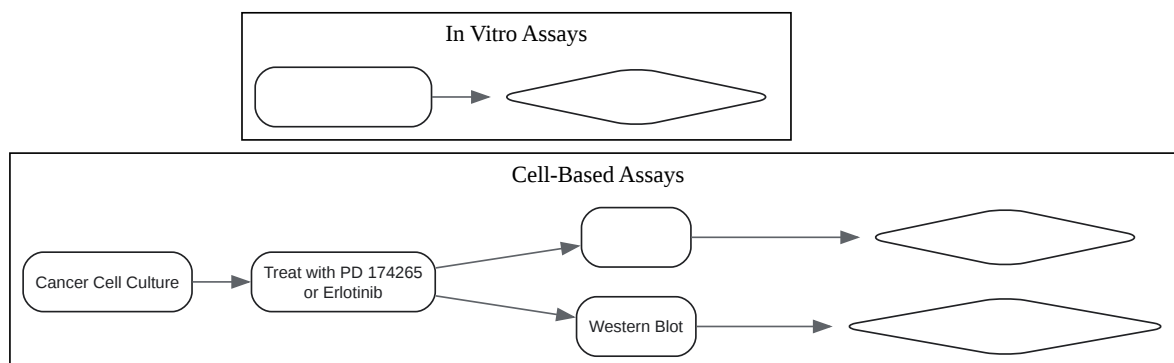 In Vitro Assays
Cell-Based Assays
Cancer Cell Culture
Treat with PD 174265
or Erlotinib
Western Blot